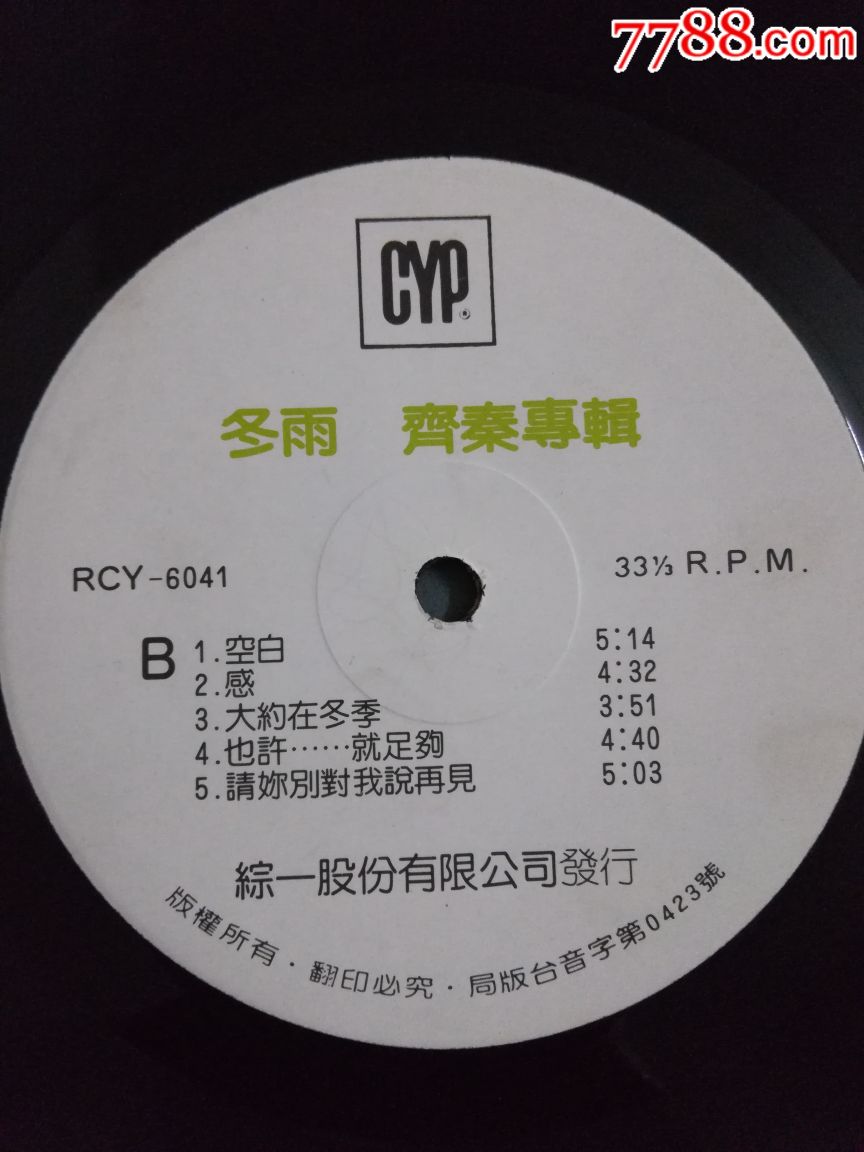 7788.com
CYP®
冬雨 齊秦專輯
RCY-6041 33⅓ R.P.M.
B
1.空白 5:14
2.感 4:32
3.大約在冬季 3:51
4.也許……就足夠 4:40
5.請妳別對我說再見 5:03
綜一股份有限公司發行
版權所有·翻印必究·局版台音字第0423號